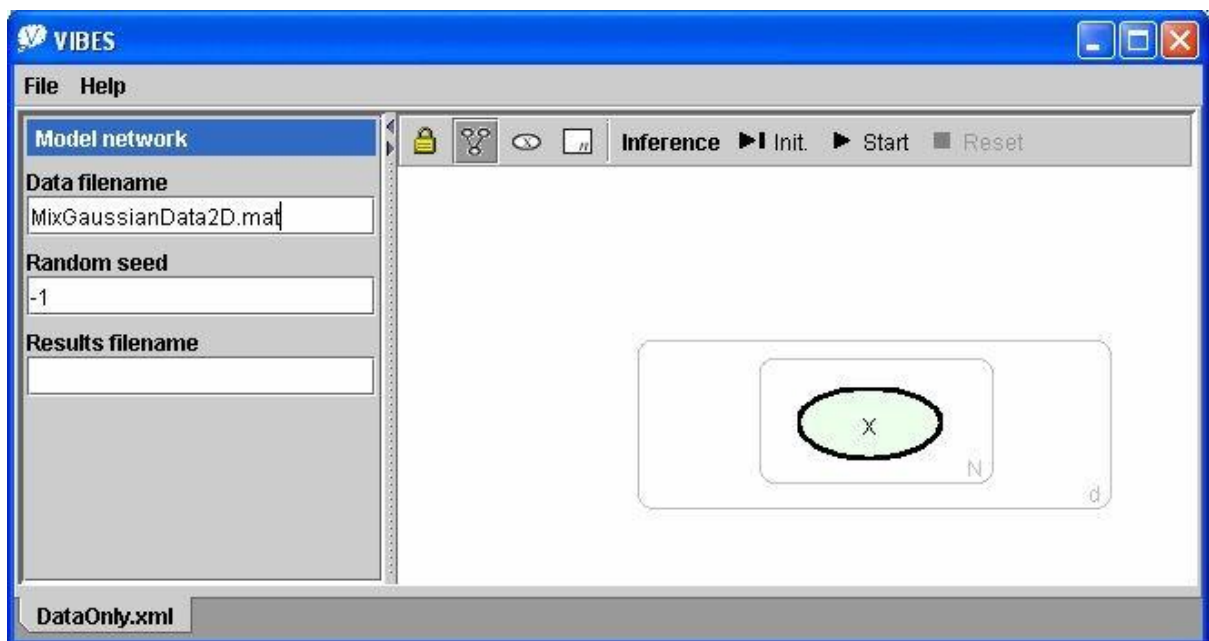 VIBES
File Help
Model network
Data filename
MixGaussianData2D.mat
Random seed
-1
Results filename
x n Inference Init. Start Reset
X
N
d
DataOnly.xml